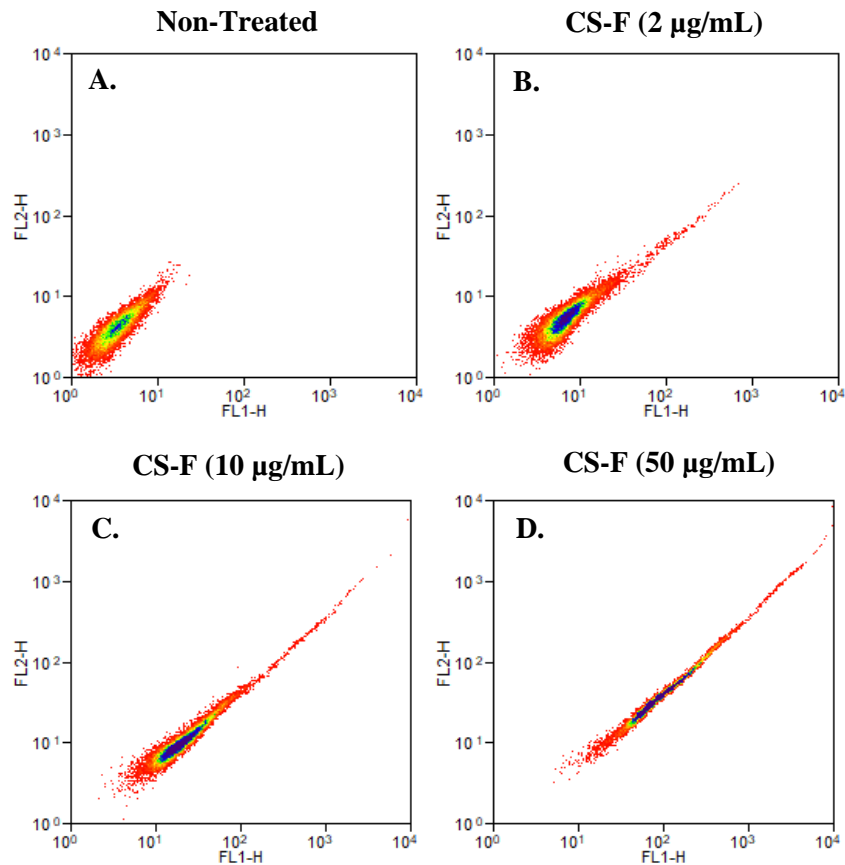 Non-Treated
CS-F (2 µg/mL)
A.
B.
10⁴
10³
10²
10¹
10⁰
FL2-H
10⁰ 10¹ 10² 10³ 10⁴
FL1-H
10⁴
10³
10²
10¹
10⁰
FL2-H
10⁰ 10¹ 10² 10³ 10⁴
FL1-H
CS-F (10 µg/mL)
CS-F (50 µg/mL)
C.
D.
10⁴
10³
10²
10¹
10⁰
FL2-H
10⁰ 10¹ 10² 10³ 10⁴
FL1-H
10⁴
10³
10²
10¹
10⁰
FL2-H
10⁰ 10¹ 10² 10³ 10⁴
FL1-H